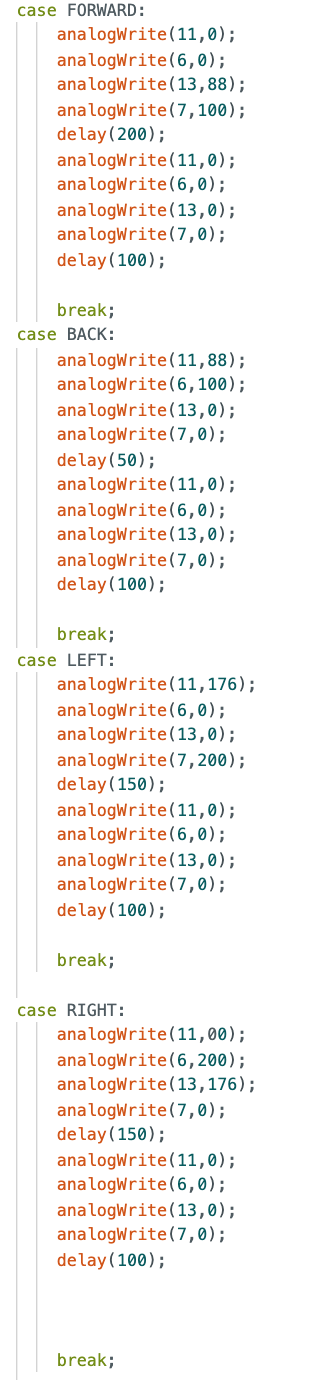 case FORWARD:
analogWrite(11,0);
analogWrite(6,0);
analogWrite(13,88);
analogWrite(7,100);
delay(200);
analogWrite(11,0);
analogWrite(6,0);
analogWrite(13,0);
analogWrite(7,0);
delay(100);
break;
case BACK:
analogWrite(11,88);
analogWrite(6,100);
analogWrite(13,0);
analogWrite(7,0);
delay(50);
analogWrite(11,0);
analogWrite(6,0);
analogWrite(13,0);
analogWrite(7,0);
delay(100);
break;
case LEFT:
analogWrite(11,176);
analogWrite(6,0);
analogWrite(13,0);
analogWrite(7,200);
delay(150);
analogWrite(11,0);
analogWrite(6,0);
analogWrite(13,0);
analogWrite(7,0);
delay(100);
break;
case RIGHT:
analogWrite(11,00);
analogWrite(6,200);
analogWrite(13,176);
analogWrite(7,0);
delay(150);
analogWrite(11,0);
analogWrite(6,0);
analogWrite(13,0);
analogWrite(7,0);
delay(100);
break;